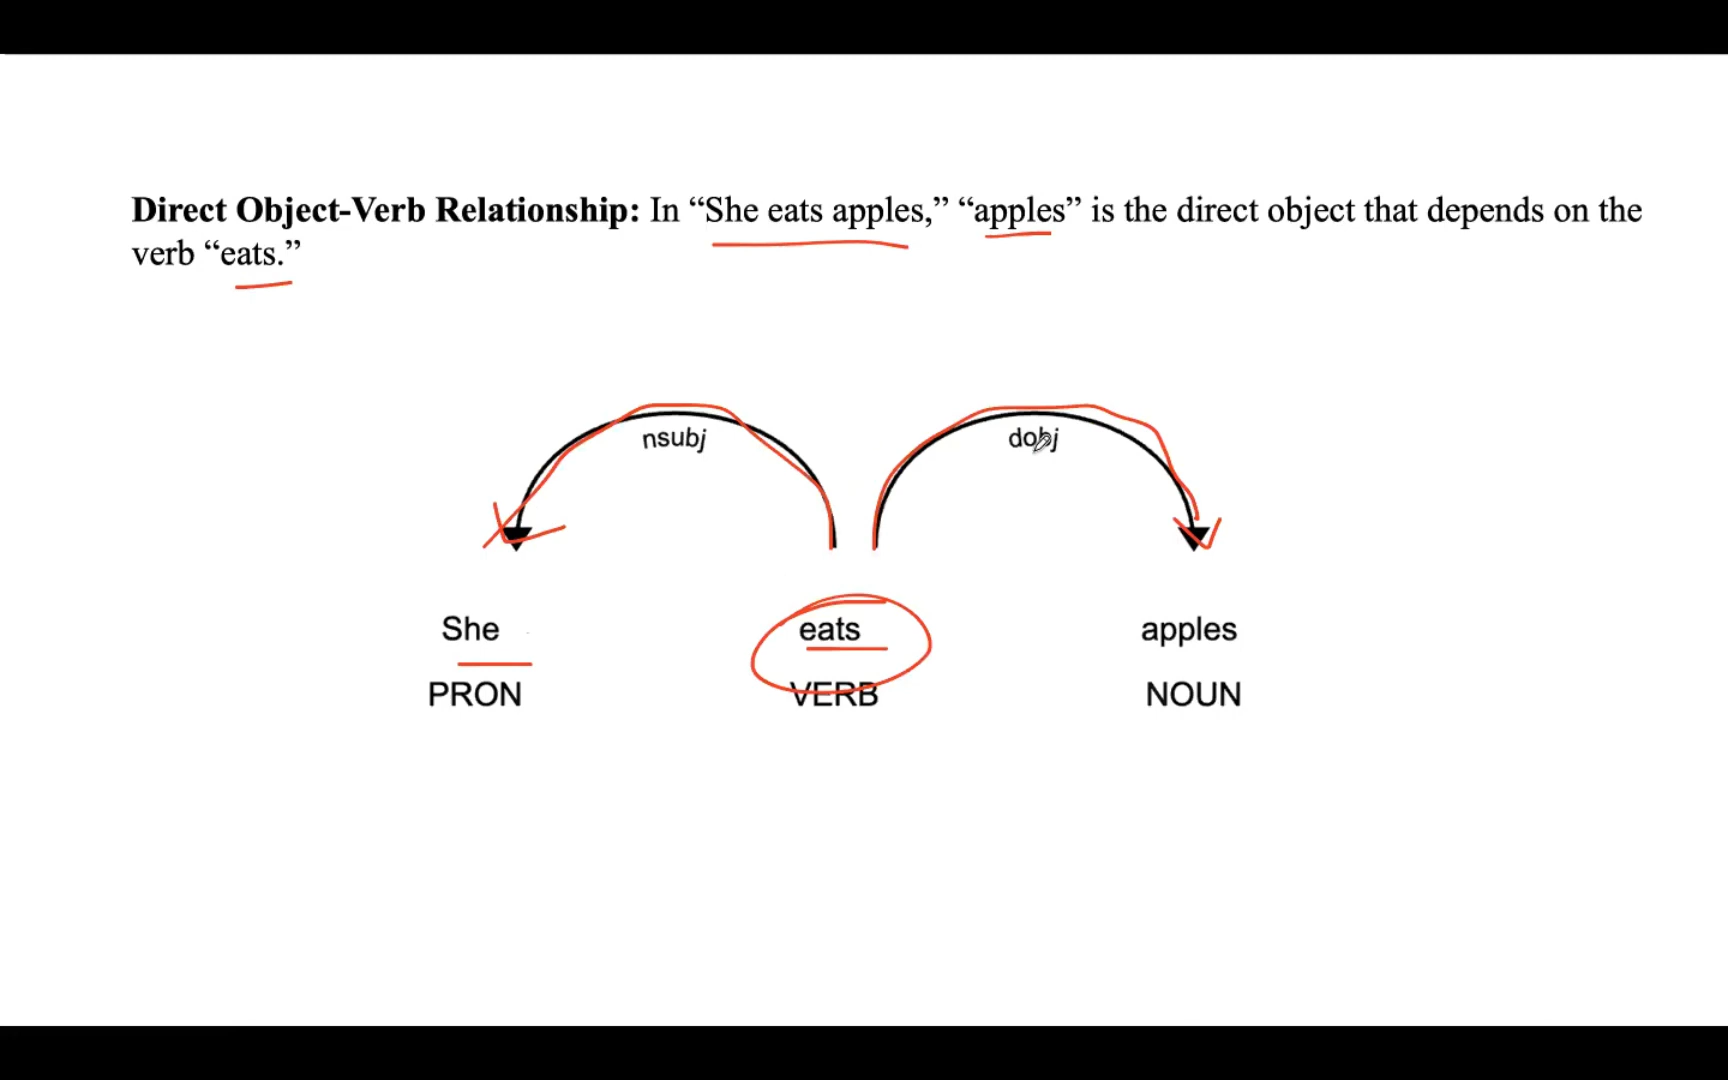 Direct Object-Verb Relationship: In “She eats apples,” “apples” is the direct object that depends on the
verb “eats.”
nsubj dobj
She eats apples
PRON VERB NOUN